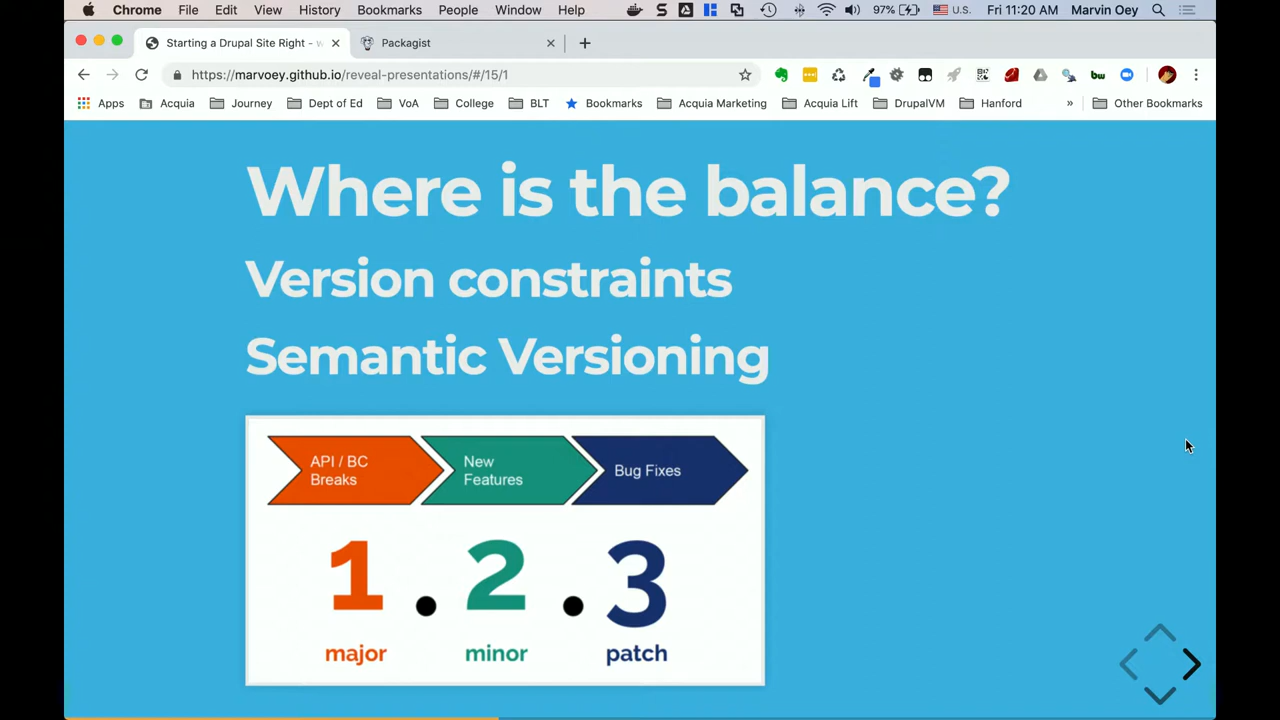 Chrome File Edit View History Bookmarks People Window Help 97% U.S. Fri 11:20 AM Marvin Oey
Starting a Drupal Site Right - Packagist
https://marvoey.github.io/reveal-presentations/#/15/1
Apps Acquia Journey Dept of Ed VoA College BLT Bookmarks Acquia Marketing Acquia Lift DrupalVM Hanford » Other Bookmarks
Where is the balance?
Version constraints
Semantic Versioning
API / BC
Breaks
New
Features
Bug Fixes
1 . 2 . 3
major minor patch